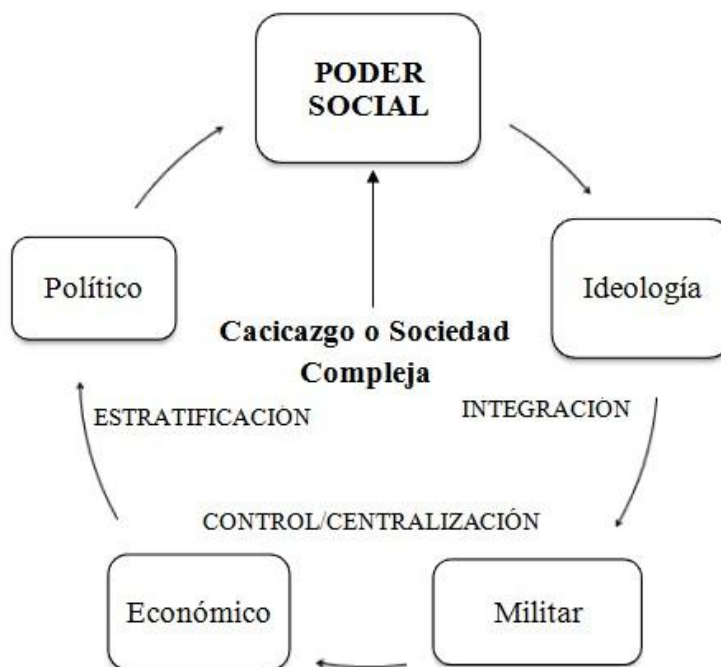 PODER
SOCIAL
Político
Ideología
Cacicazgo o Sociedad
Compleja
ESTRATIFICACIÓN
INTEGRACIÓN
CONTROL/CENTRALIZACIÓN
Económico
Militar